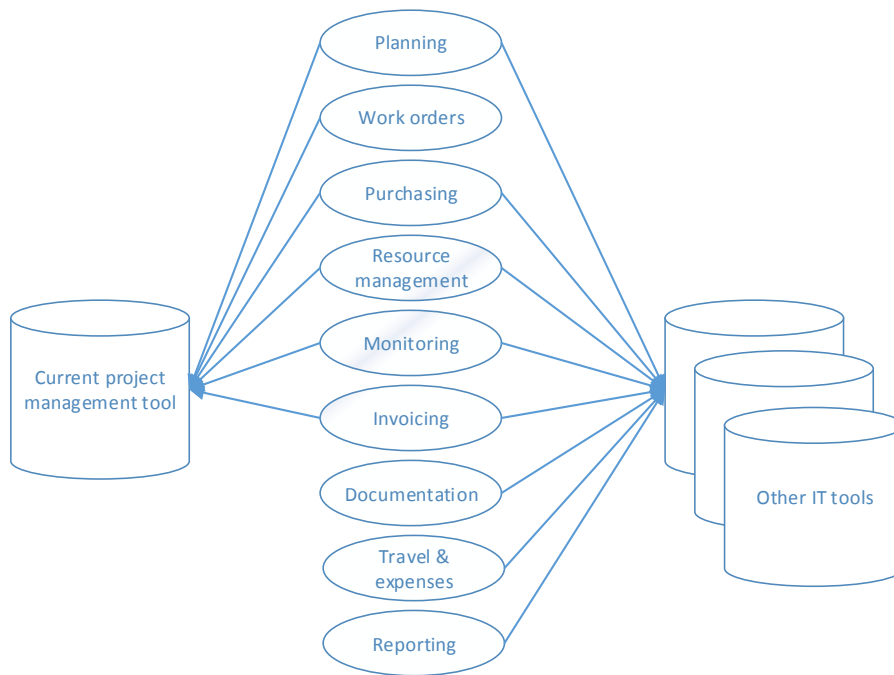 Planning
Work orders
Purchasing
Resource
management
Monitoring
Current project
management tool
Invoicing
Documentation
Other IT tools
Travel &
expenses
Reporting